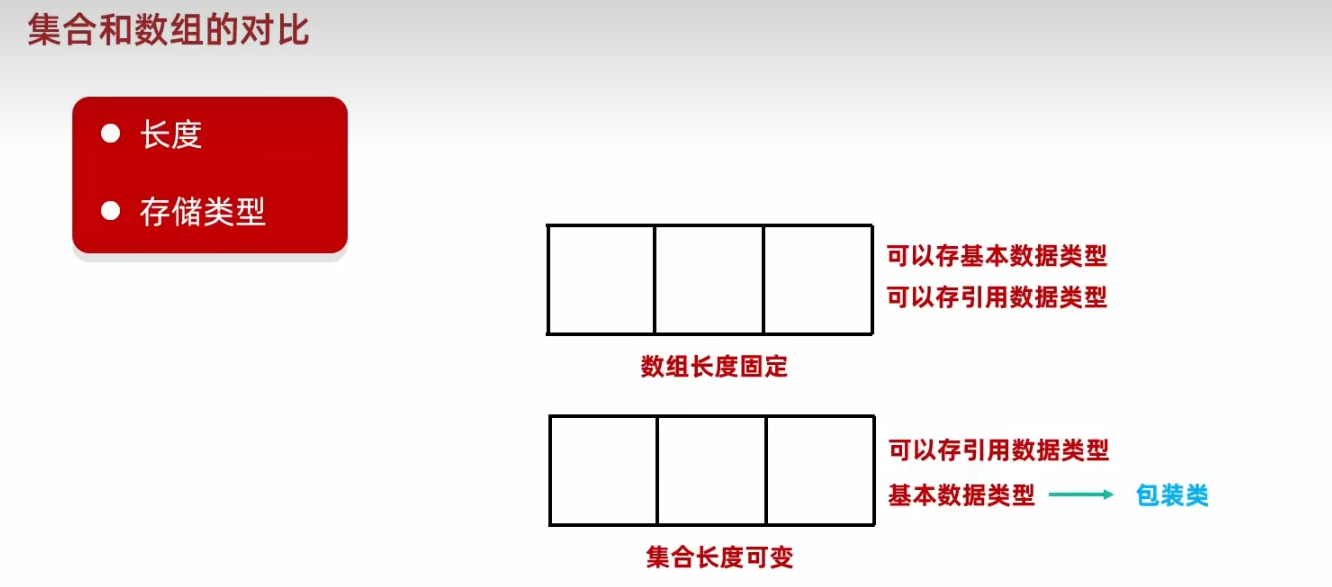 集合和数组的对比
长度
存储类型
可以存基本数据类型
可以存引用数据类型
数组长度固定
可以存引用数据类型
基本数据类型 包装类
集合长度可变